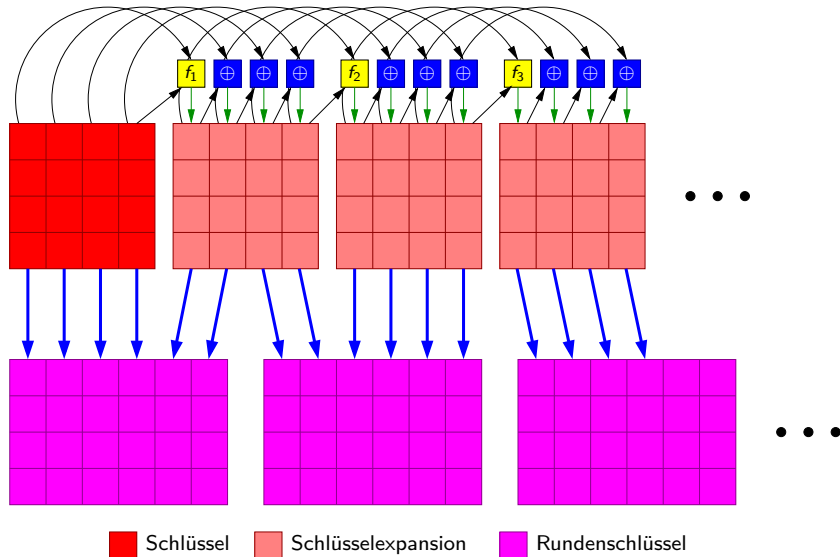 f1 ⊕ ⊕ ⊕ f2 ⊕ ⊕ ⊕ f3 ⊕ ⊕ ⊕
Schlüssel Schlüsselexpansion Rundenschlüssel